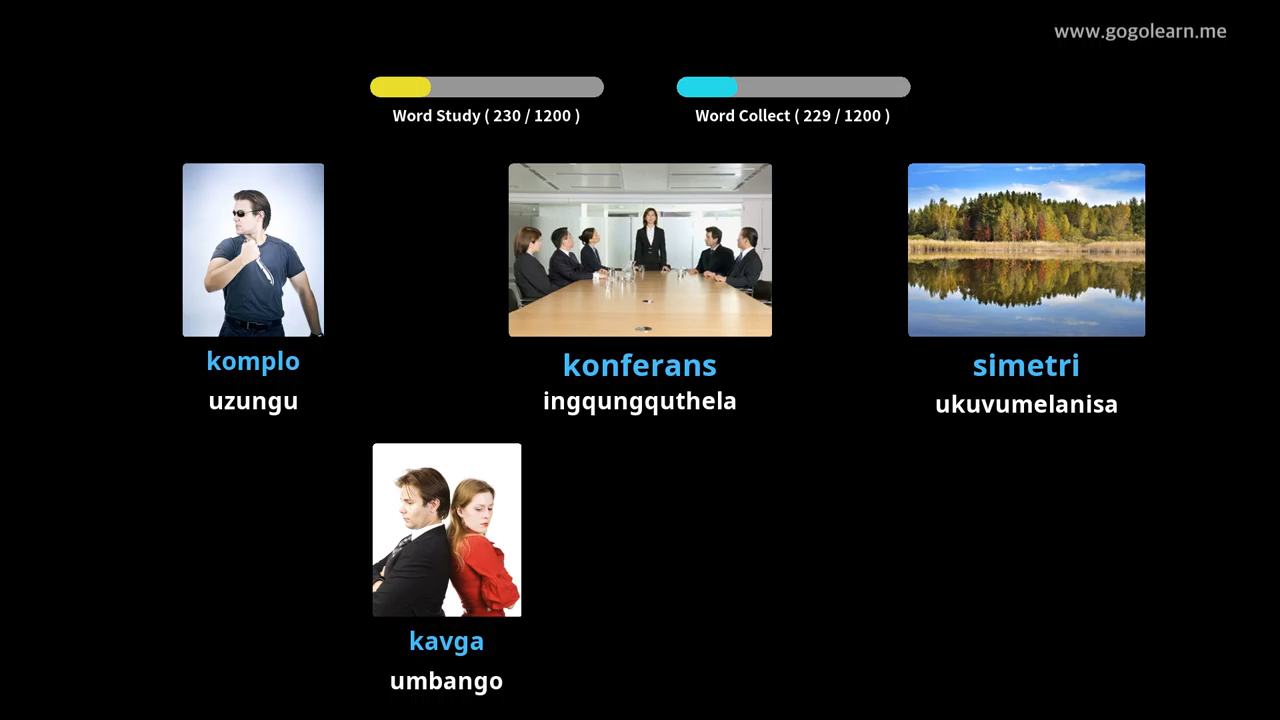 www.gogolearn.me
Word Study ( 230 / 1200 )
Word Collect ( 229 / 1200 )
komplo
uzungu
konferans
ingqungquthela
simetri
ukuvumelanisa
kavga
umbango